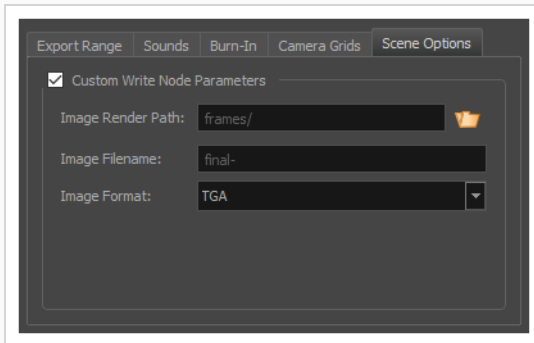 Export Range Sounds Burn-In Camera Grids Scene Options
Custom Write Node Parameters
Image Render Path: frames/
Image Filename: final-
Image Format: TGA